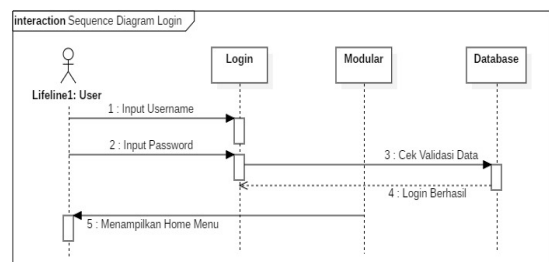 interaction Sequence Diagram Login
Login
Modular
Database
Lifeline1: User
1 : Input Username
2 : Input Password
3 : Cek Validasi Data
4 : Login Berhasil
5 : Menampilkan Home Menu